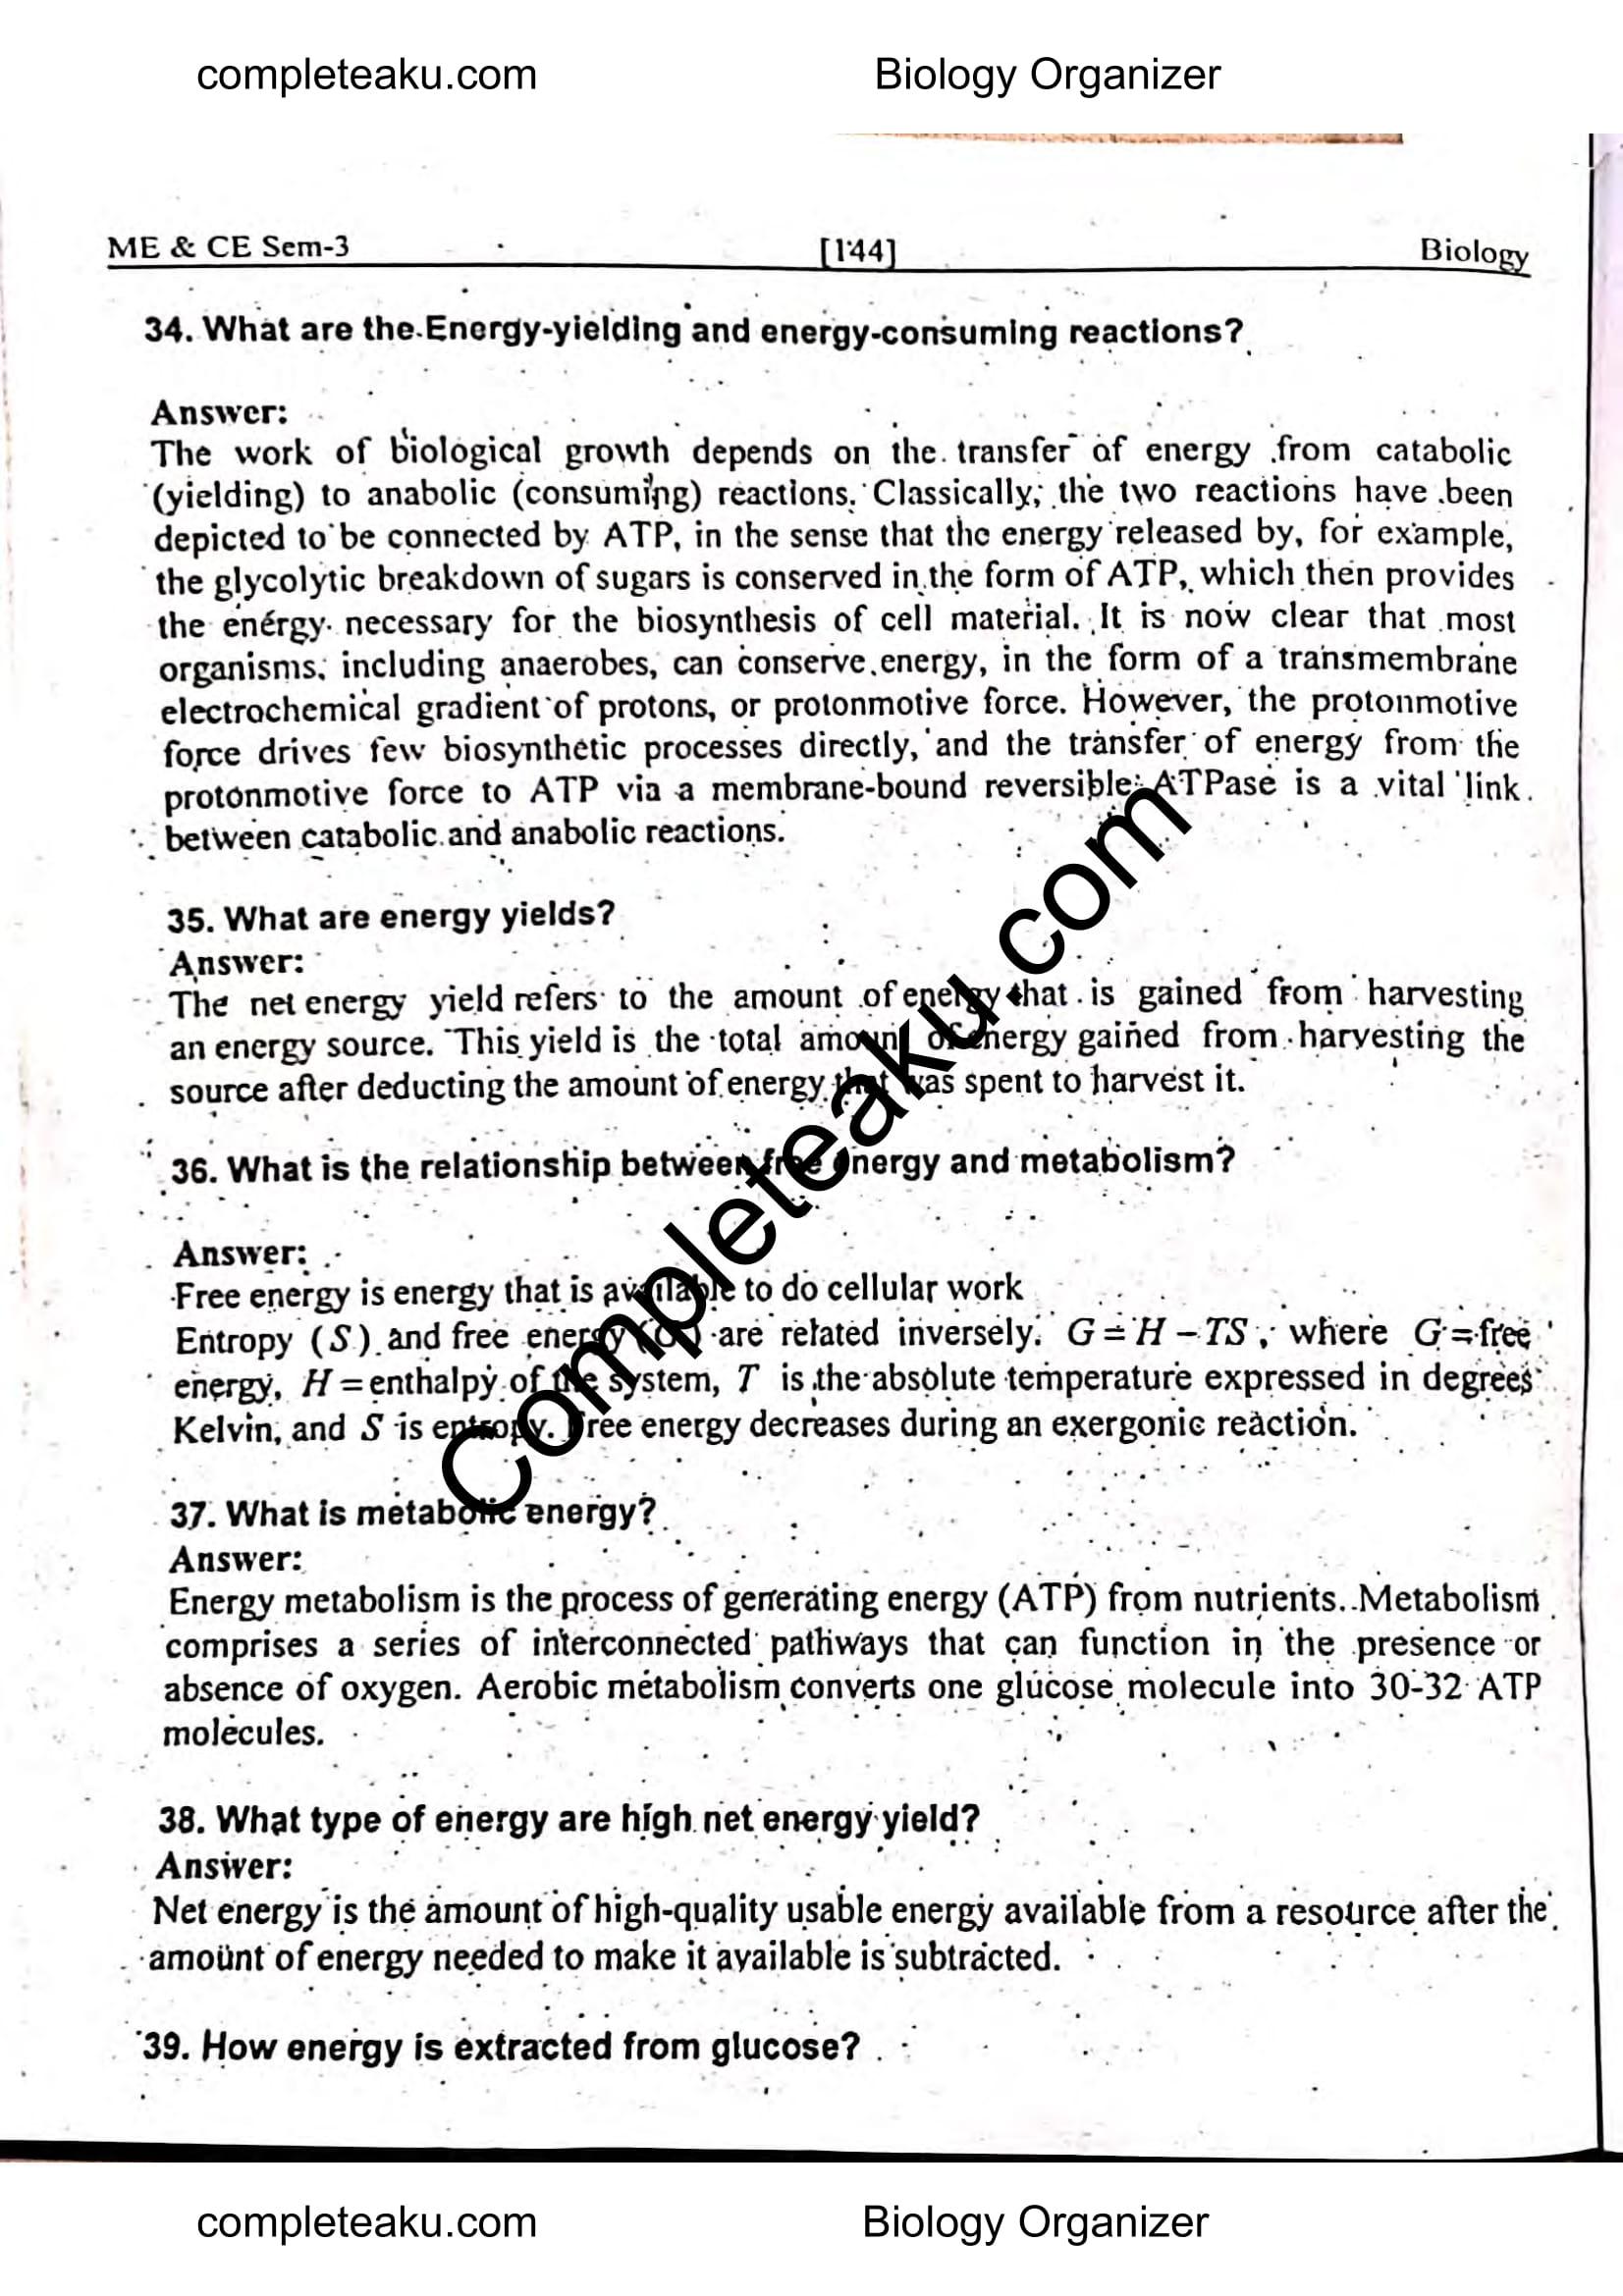 completeaku.com Biology Organizer
ME & CE Sem-3 [144] Biology
34. What are the Energy-yielding and energy-consuming reactions?
Answer:
The work of biological growth depends on the transfer of energy from catabolic
(yielding) to anabolic (consuming) reactions. Classically, the two reactions have been
depicted to be connected by ATP, in the sense that the energy released by, for example,
the glycolytic breakdown of sugars is conserved in the form of ATP, which then provides
the energy necessary for the biosynthesis of cell material. It is now clear that most
organisms, including anaerobes, can conserve energy, in the form of a transmembrane
electrochemical gradient of protons, or protonmotive force. However, the protonmotive
force drives few biosynthetic processes directly, and the transfer of energy from the
protonmotive force to ATP via a membrane-bound reversible ATPase is a vital link
between catabolic and anabolic reactions.
35. What are energy yields?
Answer:
The net energy yield refers to the amount of energy that is gained from harvesting
an energy source. This yield is the total amount of energy gained from harvesting the
source after deducting the amount of energy that was spent to harvest it.
36. What is the relationship between free energy and metabolism?
Answer:
Free energy is energy that is available to do cellular work
Entropy (S) and free energy (G) are related inversely. G = H – TS, where G = free
energy, H = enthalpy of the system, T is the absolute temperature expressed in degrees
Kelvin, and S is entropy. Free energy decreases during an exergonic reaction.
37. What is metabolic energy?
Answer:
Energy metabolism is the process of generating energy (ATP) from nutrients. Metabolism
comprises a series of interconnected pathways that can function in the presence or
absence of oxygen. Aerobic metabolism converts one glucose molecule into 30-32 ATP
molecules.
38. What type of energy are high net energy yield?
Answer:
Net energy is the amount of high-quality usable energy available from a resource after the
amount of energy needed to make it available is subtracted.
39. How energy is extracted from glucose?
Completeaku.com
completeaku.com Biology Organizer